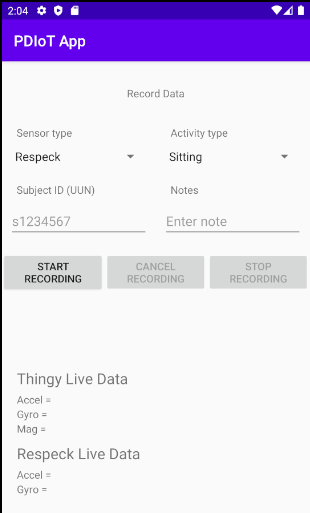 2:04
PDIoT App
Record Data
Sensor type Activity type
Respeck Sitting
Subject ID (UUN) Notes
s1234567 Enter note
START RECORDING CANCEL RECORDING STOP RECORDING
Thingy Live Data
Accel =
Gyro =
Mag =
Respeck Live Data
Accel =
Gyro =